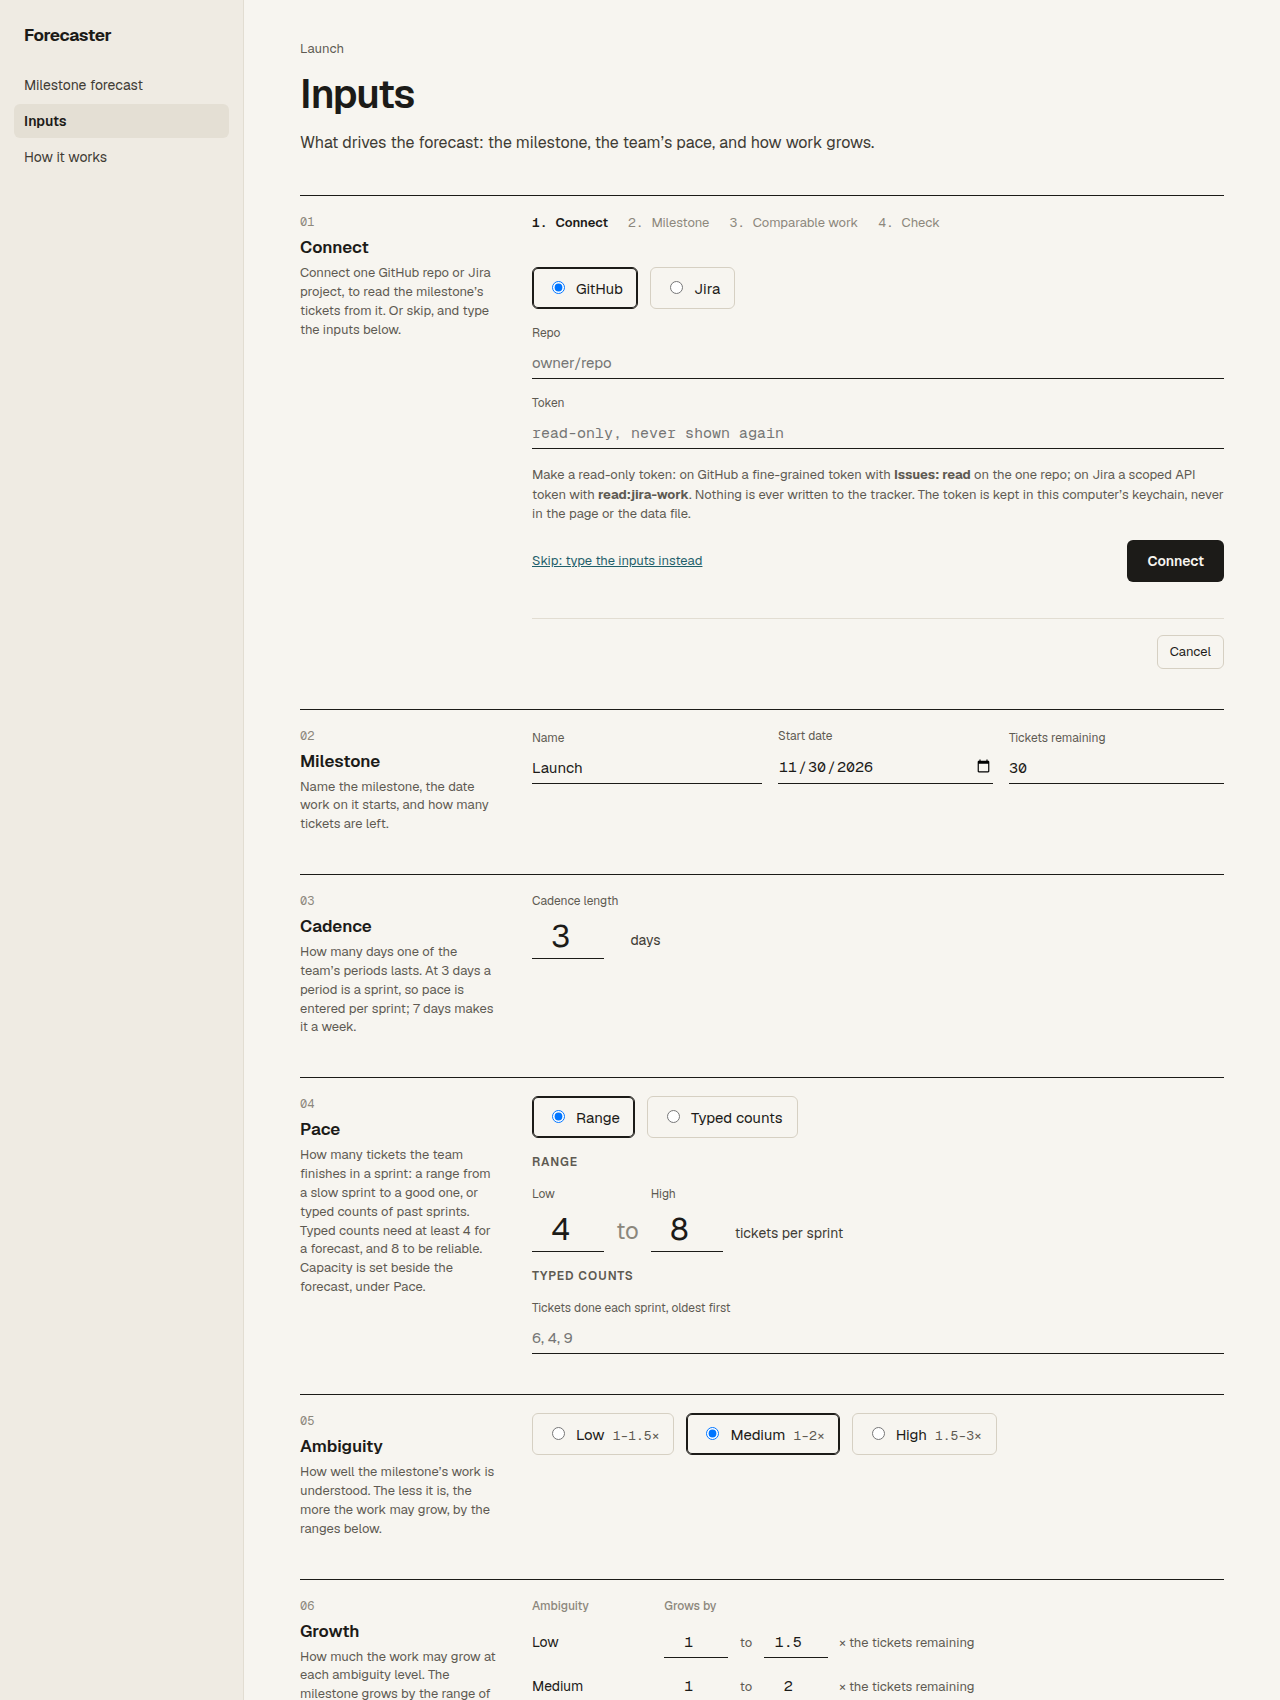 Forecaster
Milestone forecast
Inputs
How it works
Launch
Inputs
What drives the forecast: the milestone, the team’s pace, and how work grows.
01
Connect
Connect one GitHub repo or Jira
project, to read the milestone’s
tickets from it. Or skip, and type
the inputs below.
1. Connect 2. Milestone 3. Comparable work 4. Check
GitHub Jira
Repo
owner/repo
Token
read-only, never shown again
Make a read-only token: on GitHub a fine-grained token with Issues: read on the one repo; on Jira a scoped API
token with read:jira-work. Nothing is ever written to the tracker. The token is kept in this computer’s keychain, never
in the page or the data file.
Skip: type the inputs instead
Connect
Cancel
02
Milestone
Name the milestone, the date
work on it starts, and how many
tickets are left.
Name Start date Tickets remaining
Launch 11/30/2026 30
03
Cadence
How many days one of the
team’s periods lasts. At 3 days a
period is a sprint, so pace is
entered per sprint; 7 days makes
it a week.
Cadence length
3 days
04
Pace
How many tickets the team
finishes in a sprint: a range from
a slow sprint to a good one, or
typed counts of past sprints.
Typed counts need at least 4 for
a forecast, and 8 to be reliable.
Capacity is set beside the
forecast, under Pace.
Range Typed counts
RANGE
Low High
4 to 8 tickets per sprint
TYPED COUNTS
Tickets done each sprint, oldest first
6, 4, 9
05
Ambiguity
How well the milestone’s work is
understood. The less it is, the
more the work may grow, by the
ranges below.
Low 1–1.5× Medium 1–2× High 1.5–3×
06
Growth
How much the work may grow at
each ambiguity level. The
milestone grows by the range of
Ambiguity Grows by
Low 1 to 1.5 × the tickets remaining
Medium 1 to 2 × the tickets remaining